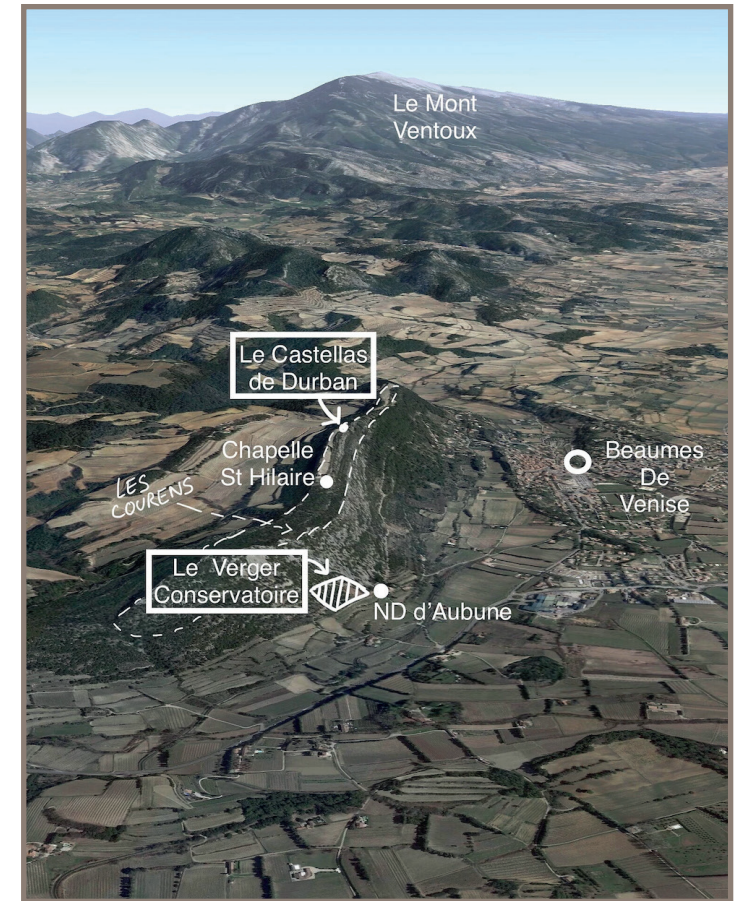 Le Mont
Ventoux
Le Castellas
de Durban
Chapelle
St Hilaire
Beaumes
De
Venise
LES
COURENS
Le Verger
Conservatoire
ND d'Aubune